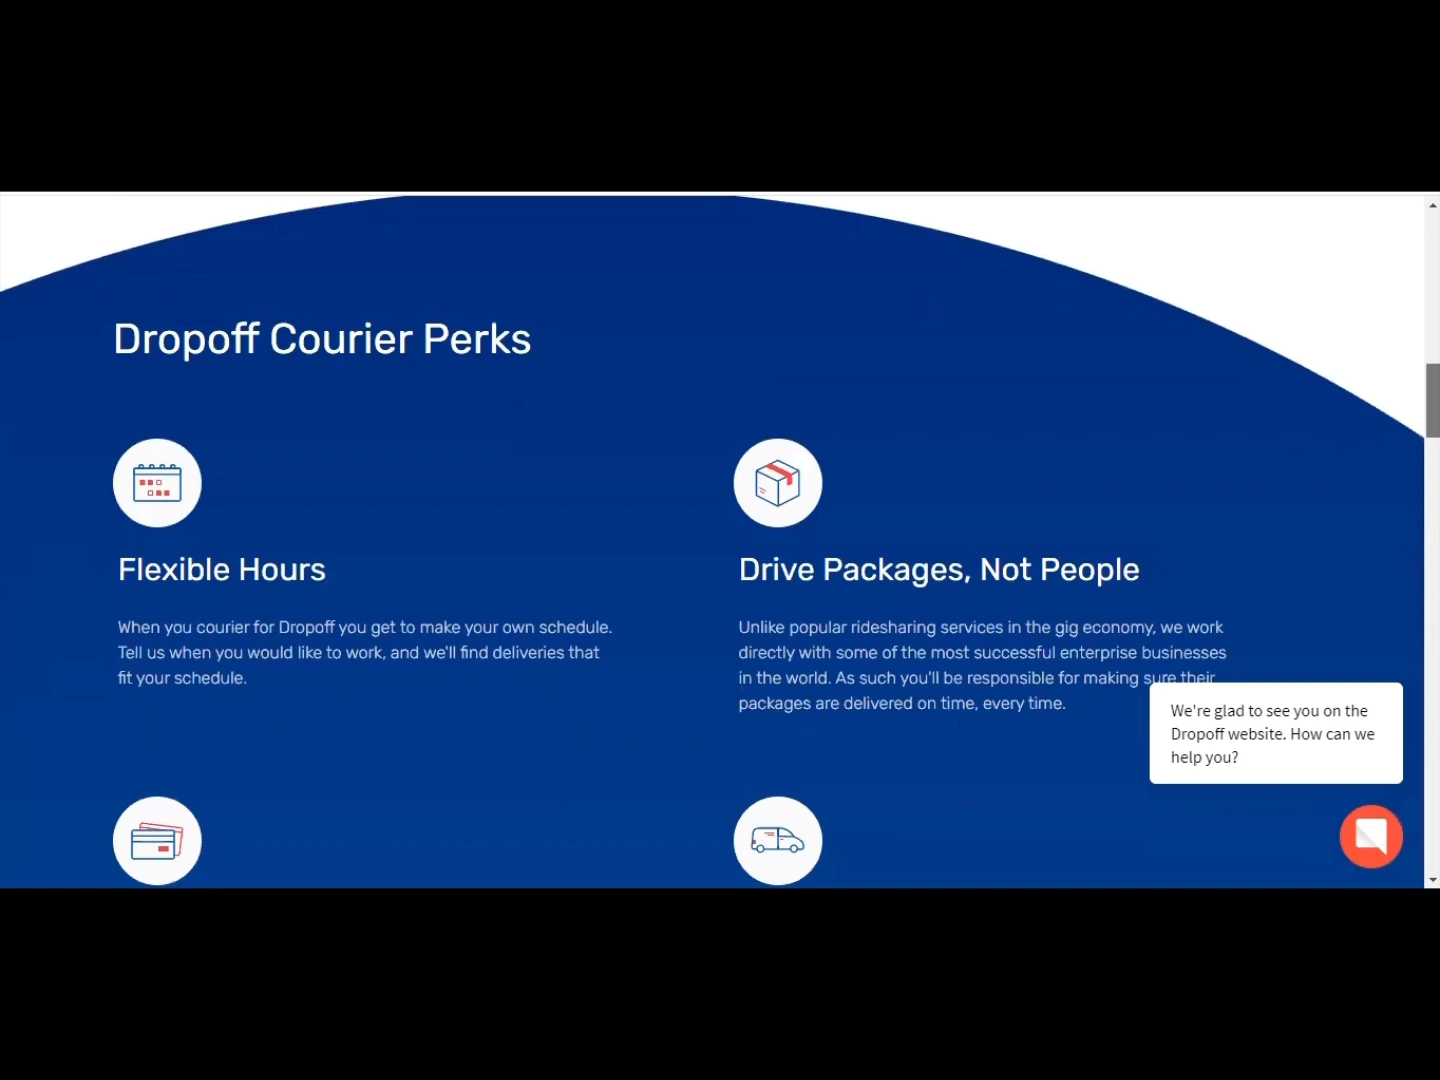 Dropoff Courier Perks
Flexible Hours
When you courier for Dropoff you get to make your own schedule.
Tell us when you would like to work, and we'll find deliveries that
fit your schedule.
Drive Packages, Not People
Unlike popular ridesharing services in the gig economy, we work
directly with some of the most successful enterprise businesses
in the world. As such you'll be responsible for making sure their
packages are delivered on time, every time.
We're glad to see you on the
Dropoff website. How can we
help you?